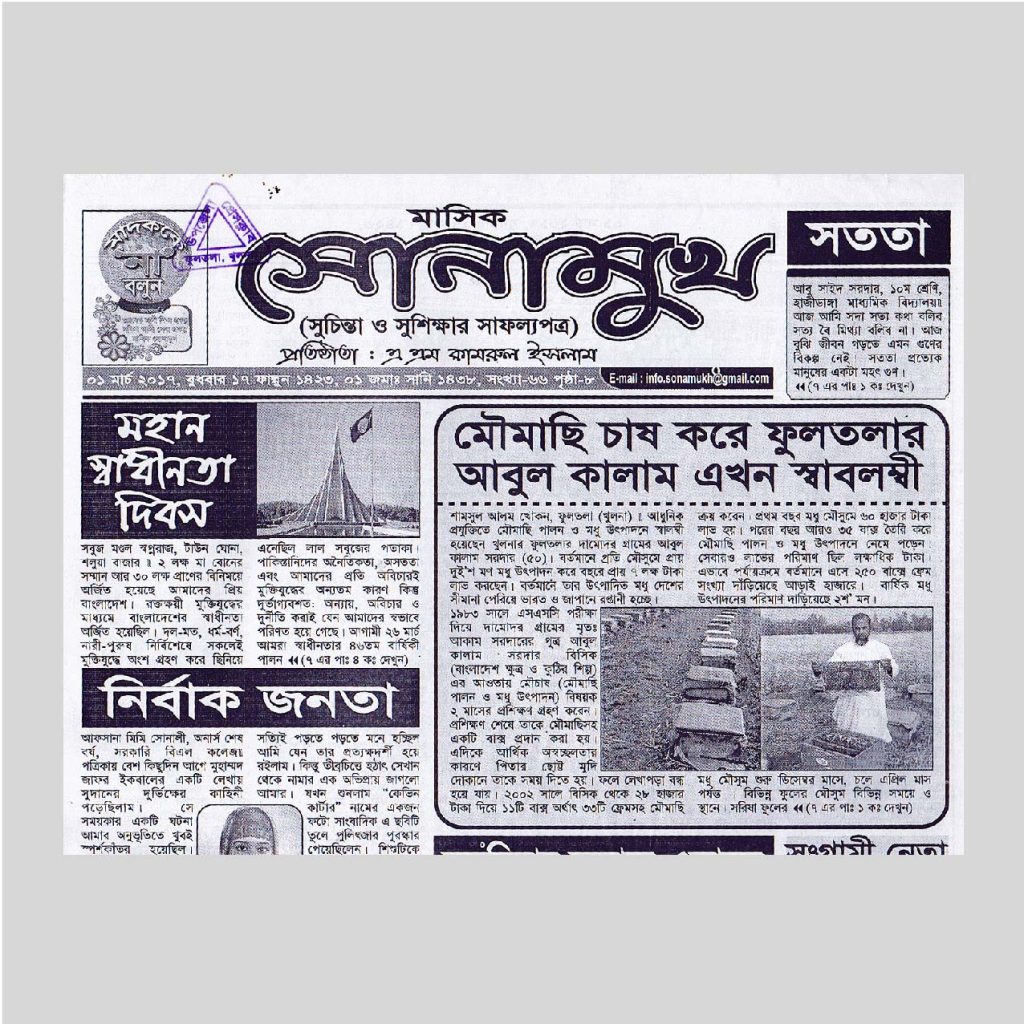 মাদককে
না
বলুন
উপজেলা
প্রেসক্লাব
ফুলতলা, খুলনা
মাসিক
সোনামুখ
(সুচিন্তা ও সুশিক্ষার সাফল্যপত্র)
প্রতিষ্ঠাতা : এ এম কামরুল ইসলাম
০১ মার্চ ২০১৭, বুধবার ১৭ ফাল্গুন ১৪২৩, ০১ জমাঃ সানি ১৪৩৮, সংখ্যা-৬৬ পৃষ্ঠা-৮
E-mail : info.sonamukh@gmail.com
সততা
আবু সাইদ সরদার, ১০ম শ্রেণি,
হাজীডাঙ্গা মাধ্যমিক বিদ্যালয়॥
আজ আমি সদা সত্য কথা বলিব
সত্য বৈ মিথ্যা বলিব না। আজ
বুঝি জীবন গড়তে এমন গুণের
বিকল্প নেই। সততা প্রত্যেক
মানুষের একটা মহৎ গুণ।
(৭ এর পাঃ ১ কঃ দেখুন)
মহান
স্বাধীনতা
দিবস
সবুজ মণ্ডল স্বপ্নরাজ, টাউন ঘোনা,
শলুয়া বাজার ॥ ২ লক্ষ মা বোনের
সম্মান আর ৩০ লক্ষ প্রাণের বিনিময়ে
অর্জিত হয়েছে আমাদের প্রিয়
বাংলাদেশ। রক্তক্ষয়ী মুক্তিযুদ্ধের
মাধ্যমে বাংলাদেশের স্বাধীনতা
অর্জিত হয়েছিল। দল-মত, ধর্ম-বর্ণ,
নারী-পুরুষ নির্বিশেষে সকলেই
মুক্তিযুদ্ধে অংশ গ্রহণ করে ছিনিয়ে
এনেছিল লাল সবুজের পতাকা।
পাকিস্তানিদের অনৈতিকতা, অসততা
এবং আমাদের প্রতি অবিচারই
মুক্তিযুদ্ধের অন্যতম কারণ কিন্তু
দুর্ভাগ্যবশতঃ অন্যায়, অবিচার ও
দুর্নীতি করাই যেন আমাদের স্বভাবে
পরিণত হয়ে গেছে। আগামী ২৬ মার্চ
আমরা স্বাধীনতার ৪৬তম বার্ষিকী
পালন (৭ এর পাঃ ৪ কঃ দেখুন)
নির্বাক জনতা
আফসানা মিমি সোনালী, অনার্স শেষ
বর্ষ, সরকারি বিএল কলেজ॥
পত্রিকায় বেশ কিছুদিন আগে মুহাম্মদ
জাফর ইকবালের একটি লেখায়
সুদানের দুর্ভিক্ষের কাহিনী
পড়েছিলাম। সে
সময়কার একটি ঘটনা
আমার অনুভূতিতে খুবই
স্পর্শকাতর হয়েছিল।
সত্যিই পড়তে পড়তে মনে হচ্ছিল
আমি যেন তার প্রত্যক্ষদর্শী হয়ে
রইলাম। কিন্তু তীরচিত্তে হঠাৎ সেখান
থেকে নামার এক অভিপ্রায় জাগলো
আমার। যখন শুনলাম "কেভিন
কার্টার" নামের একজন
ফটো সাংবাদিক এ ছবিটি
তুলে পুলিৎজার পুরস্কার
পেয়েছিলেন। শিশুটিকে
মৌমাছি চাষ করে ফুলতলার
আবুল কালাম এখন স্বাবলম্বী
শামসুল আলম খোকন, ফুলতলা (খুলনা) ॥ আধুনিক
প্রযুক্তিতে মৌমাছি পালন ও মধু উৎপাদনে স্বালম্বী
হয়েছেন খুলনার ফুলতলার দামোদর গ্রামের আবুল
কালাম সরদার (৫০)। বর্তমানে প্রতি মৌসুমে প্রায়
দুই'শ মণ মধু উৎপাদন করে বছরে প্রায় ৭ লক্ষ টাকা
লাভ করছেন। বর্তমানে তার উৎপাদিত মধু দেশের
সীমানা পেরিয়ে ভারত ও জাপানে রপ্তানী হচ্ছে।
১৯৮৩ সালে এসএসসি পরীক্ষা
দিয়ে দামোদর গ্রামের মৃতঃ
আকাম সরদারের পুত্র আবুল
কালাম সরদার বিসিক
(বাংলাদেশ ক্ষুত্র ও কুঠির শিল্প)
এর আওতায় মৌচাষ (মৌমাছি
পালন ও মধু উৎপাদন) বিষয়ক
২ মাসের প্রশিক্ষণ গ্রহণ করেন।
প্রশিক্ষণ শেষে তাকে মৌমাছিসহ
একটি বাক্স প্রদান করা হয়।
এদিকে আর্থিক অস্বচ্ছলতার
কারণে পিতার ছোট্ট মুদি
দোকানে তাকে সময় দিতে হয়। ফলে লেখাপড়া বন্ধ
হয়ে যায়। ২০০২ সালে বিসিক থেকে ২৮ হাজার
টাকা দিয়ে ১১টি বাক্স অর্থাৎ ৩৩টি ফ্রেমসহ মৌমাছি
ক্রয় করেন। প্রথম বছর মধু মৌসুমে ৬০ হাজার টাকা
লাভ হয়। পরের বছর আরও ৩৫ বাক্স তৈরি করে
মৌমাছি পালন ও মধু উৎপাদনে নেমে পড়েন।
সেবারও লাভের পরিমাণ ছিল লক্ষাধিক টাকা।
এভাবে পর্যায়ক্রমে বর্তমানে এসে ২৫০ বাক্সে ফ্রেম
সংখ্যা দাঁড়িয়েছে আড়াই হাজারে। বার্ষিক মধু
উৎপাদনের পরিমাণ দাড়িয়েছে ২শ' মন।
মধু মৌসুম শুরু ডিসেম্বর মাসে, চলে এপ্রিল মাস
পর্যন্ত। বিভিন্ন ফুলের মৌসুম বিভিন্ন সময়ে ও
স্থানে। সরিষা ফুলের (৭ এর পাঃ ১ কঃ দেখুন)
সংগ্রামী নেতা